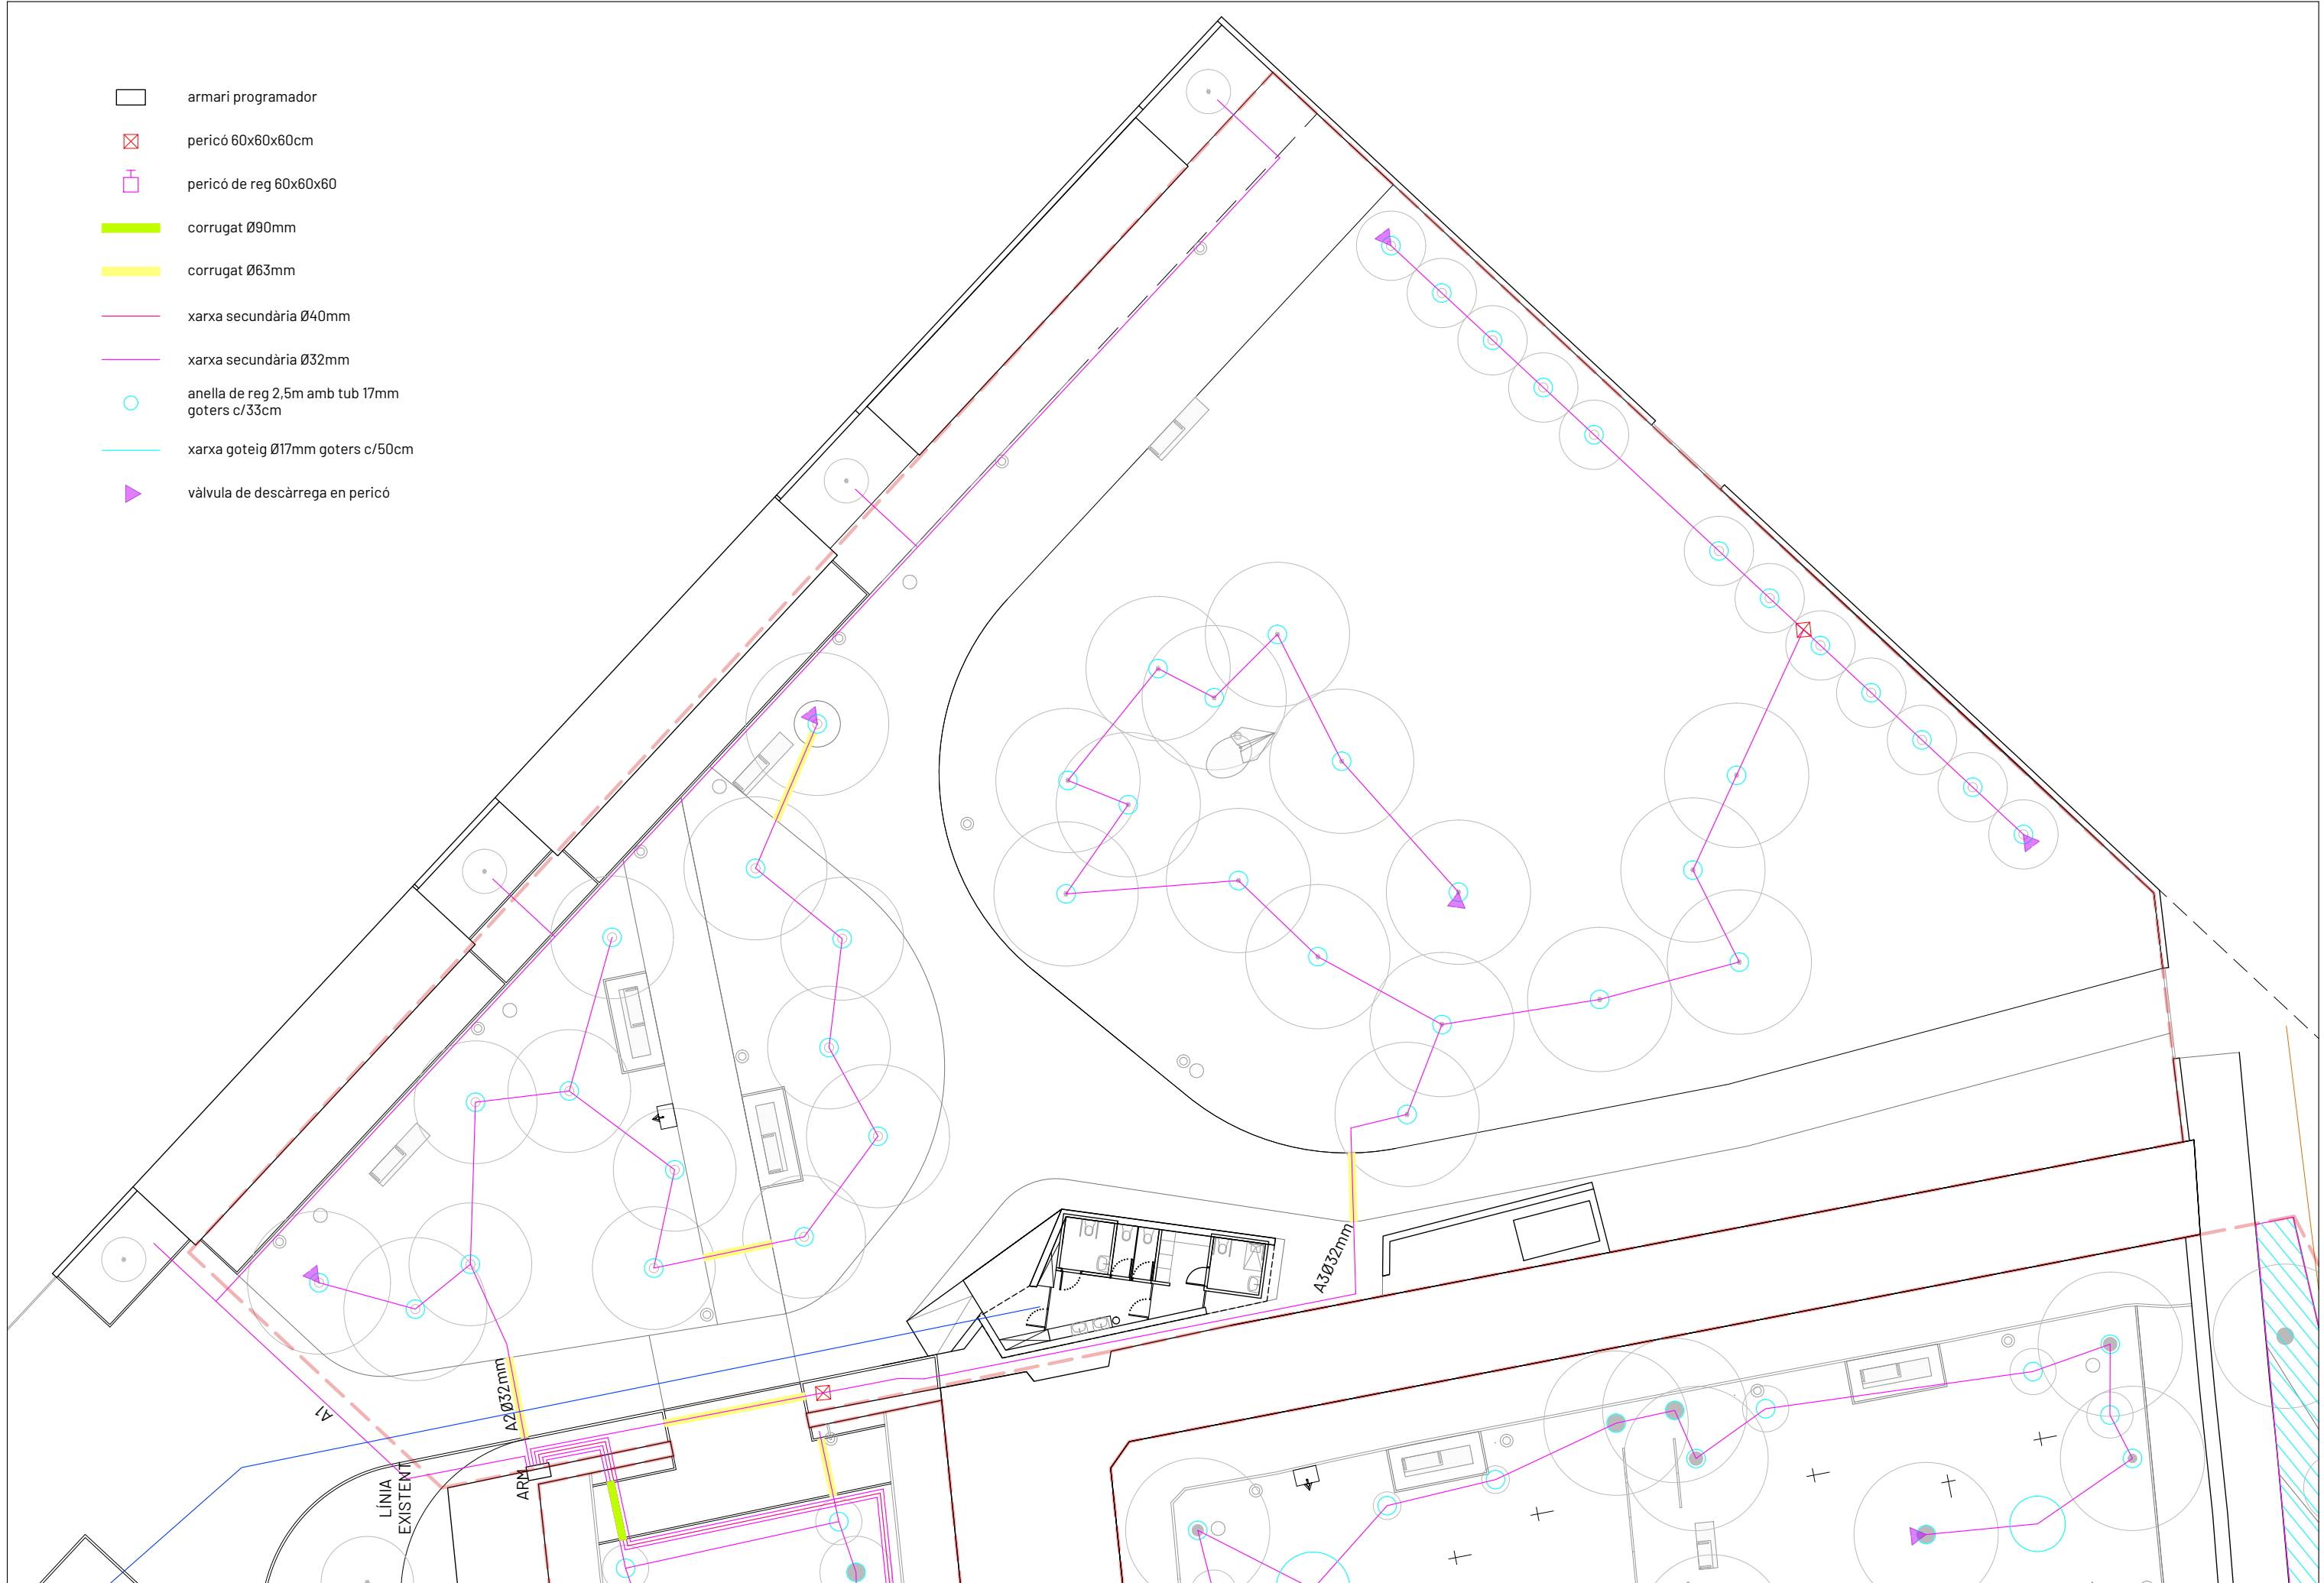 armari programador
pericó 60x60x60cm
pericó de reg 60x60x60
corrugat Ø90mm
corrugat Ø63mm
xarxa secundària Ø40mm
xarxa secundària Ø32mm
anella de reg 2,5m amb tub 17mm
goters c/33cm
xarxa goteig Ø17mm goters c/50cm
vàlvula de descàrrega en pericó
A3Ø32mm
A2Ø32mm
A1
ARM
LÍNIA
EXISTENT